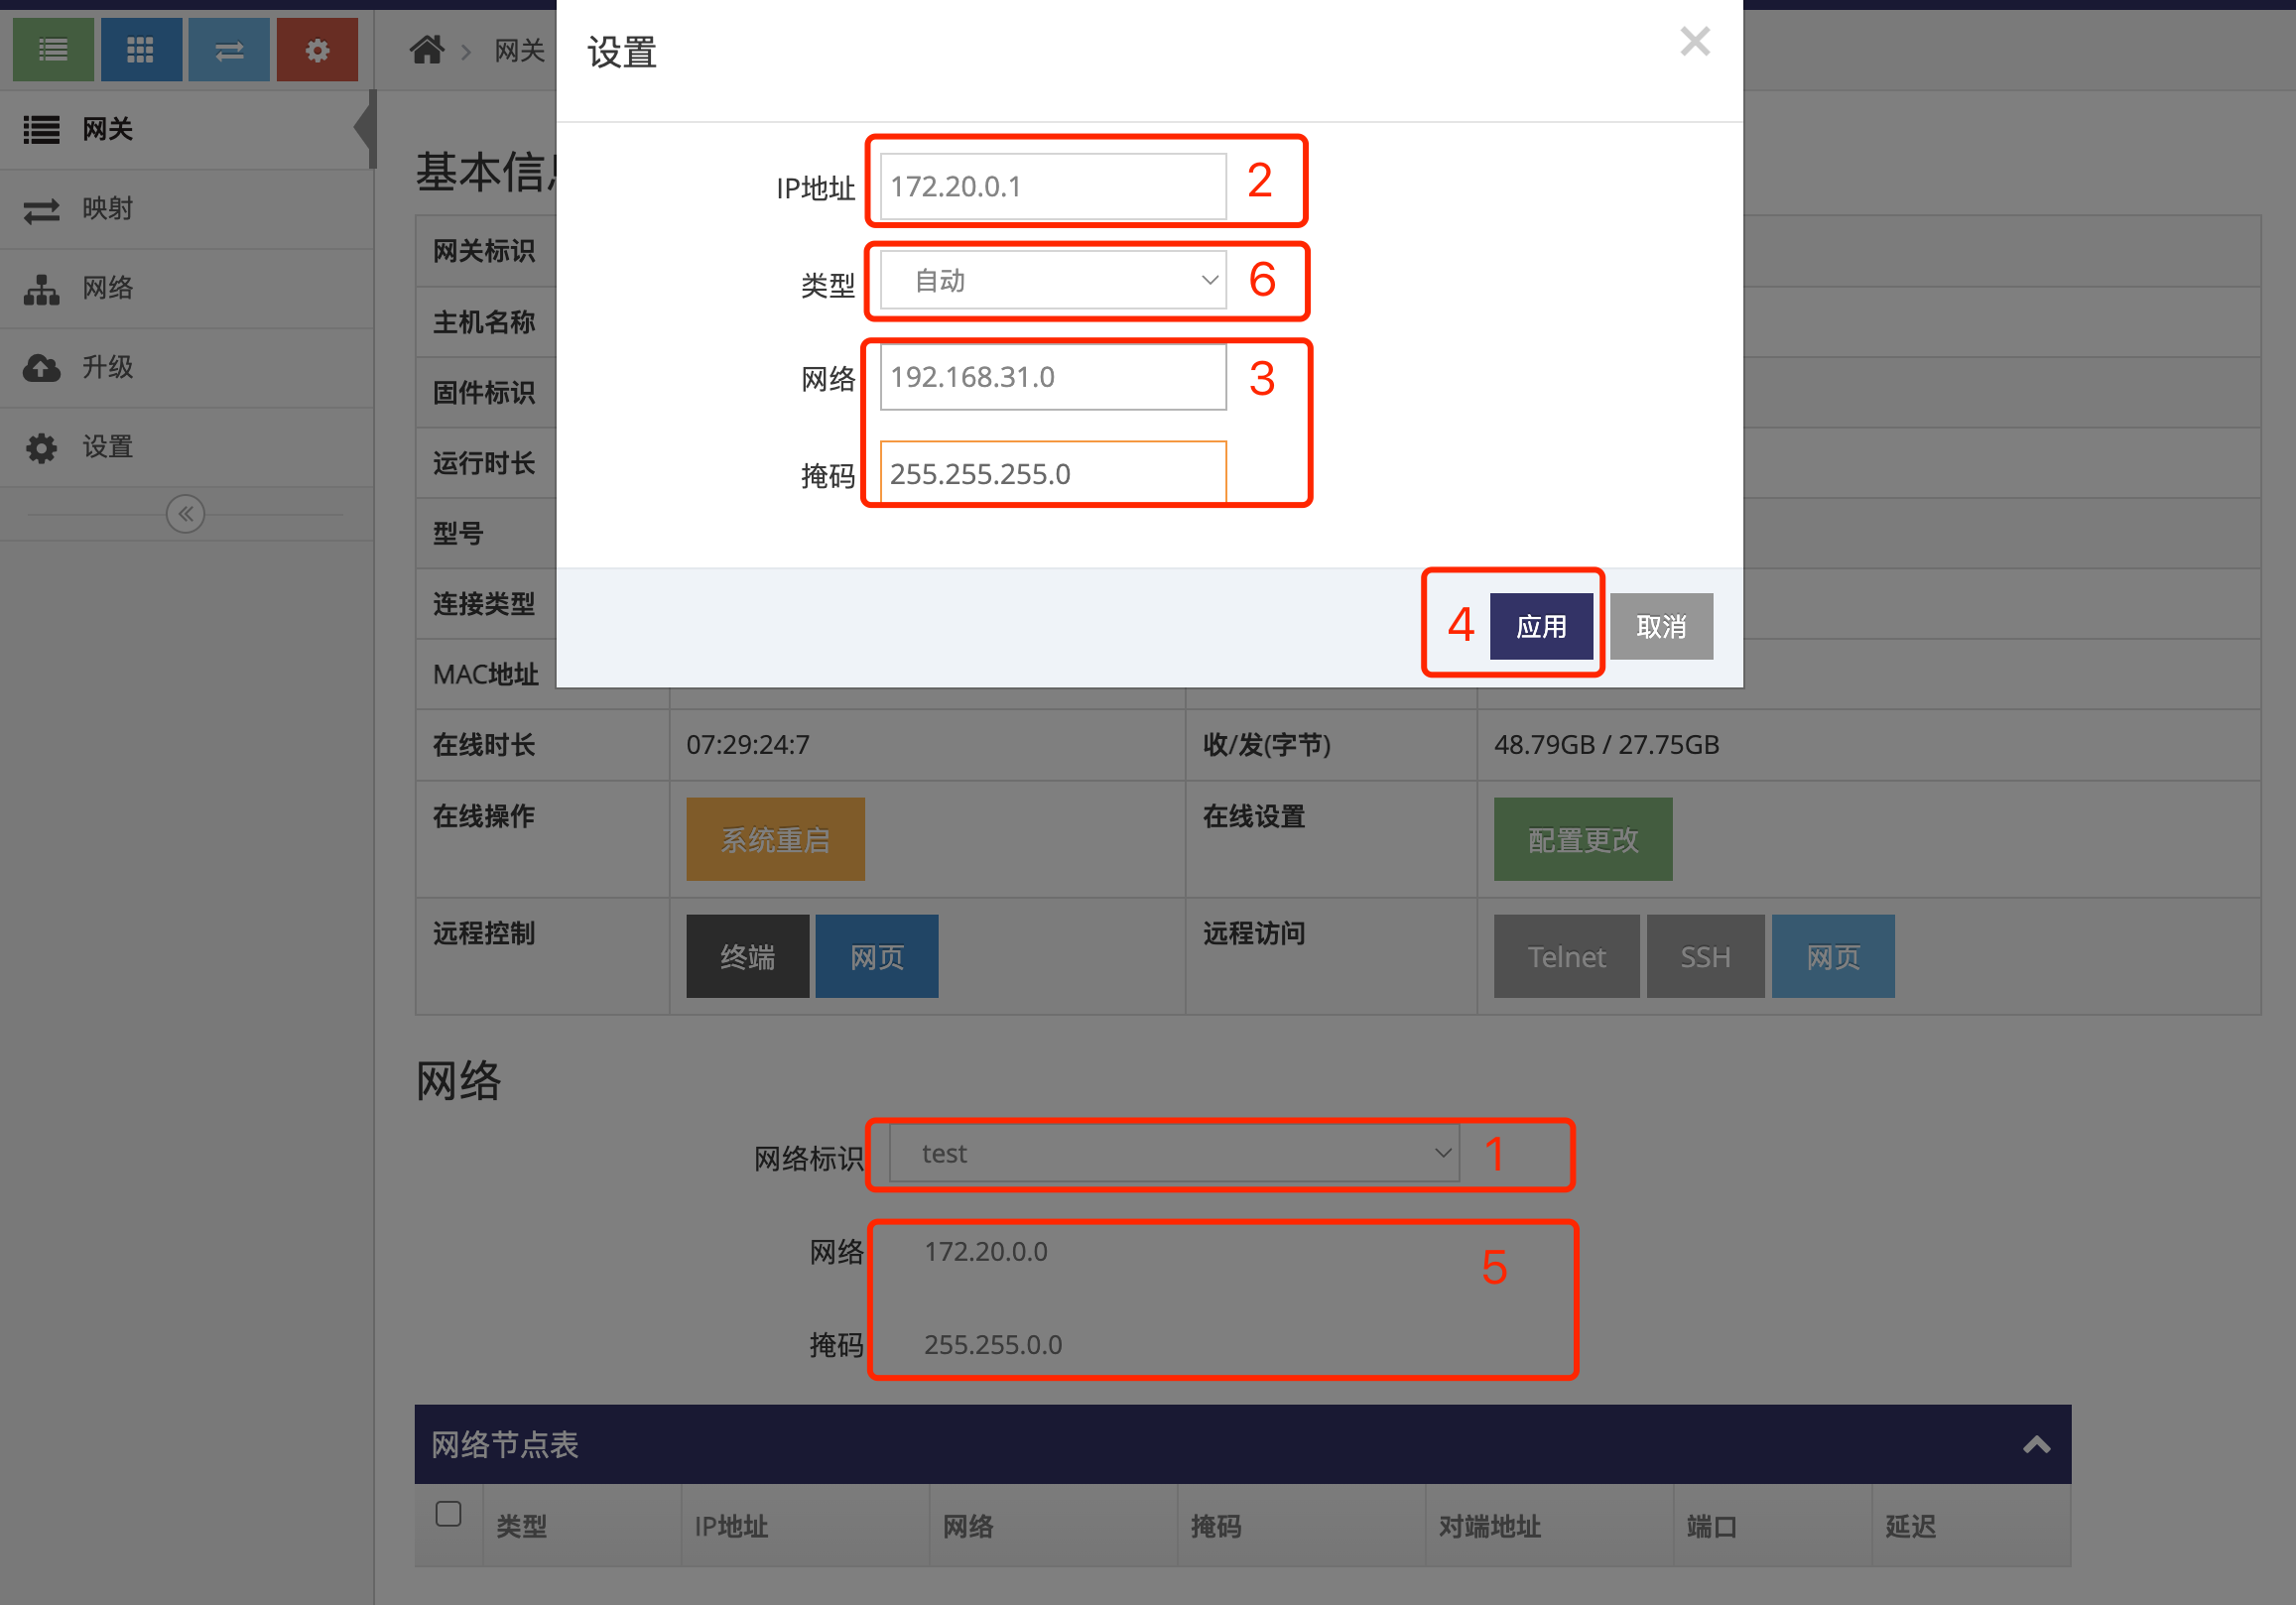 网关
设置
网关
映射
网络
升级
设置
IP地址 172.20.0.1 2
类型 自动 6
网络 192.168.31.0 3
掩码 255.255.255.0
4 应用 取消
基本信
网关标识
主机名称
固件标识
运行时长
型号
连接类型
MAC地址
在线时长 07:29:24:7 收/发(字节) 48.79GB / 27.75GB
在线操作 系统重启 在线设置 配置更改
远程控制 终端 网页 远程访问 Telnet SSH 网页
网络
网络标识 test 1
网络 172.20.0.0 5
掩码 255.255.0.0
网络节点表
类型 IP地址 网络 掩码 对端地址 端口 延迟